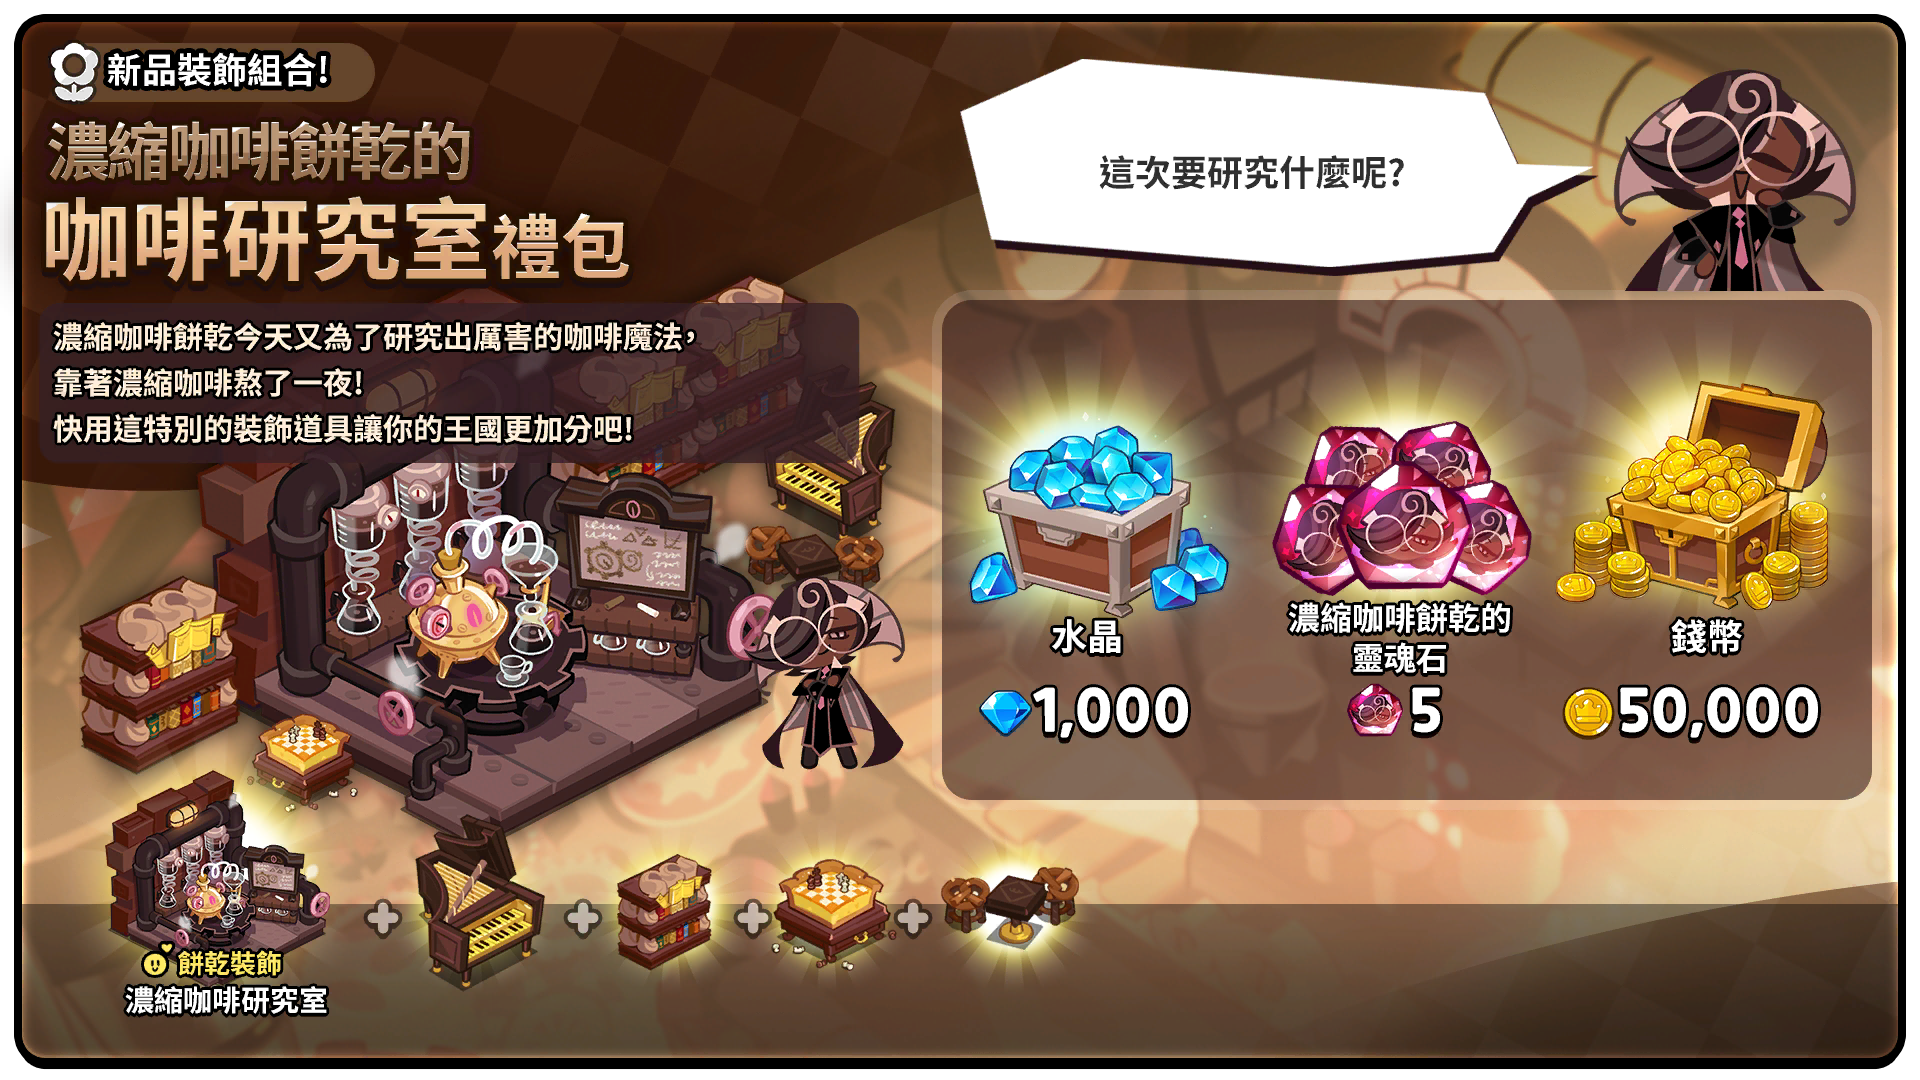 新品裝飾組合!
濃縮咖啡餅乾的
咖啡研究室禮包
濃縮咖啡餅乾今天又為了研究出厲害的咖啡魔法,
靠著濃縮咖啡熬了一夜!
快用這特別的裝飾道具讓你的王國更加分吧!
這次要研究什麼呢?
水晶
1,000
濃縮咖啡餅乾的
靈魂石
5
錢幣
50,000
餅乾裝飾
濃縮咖啡研究室